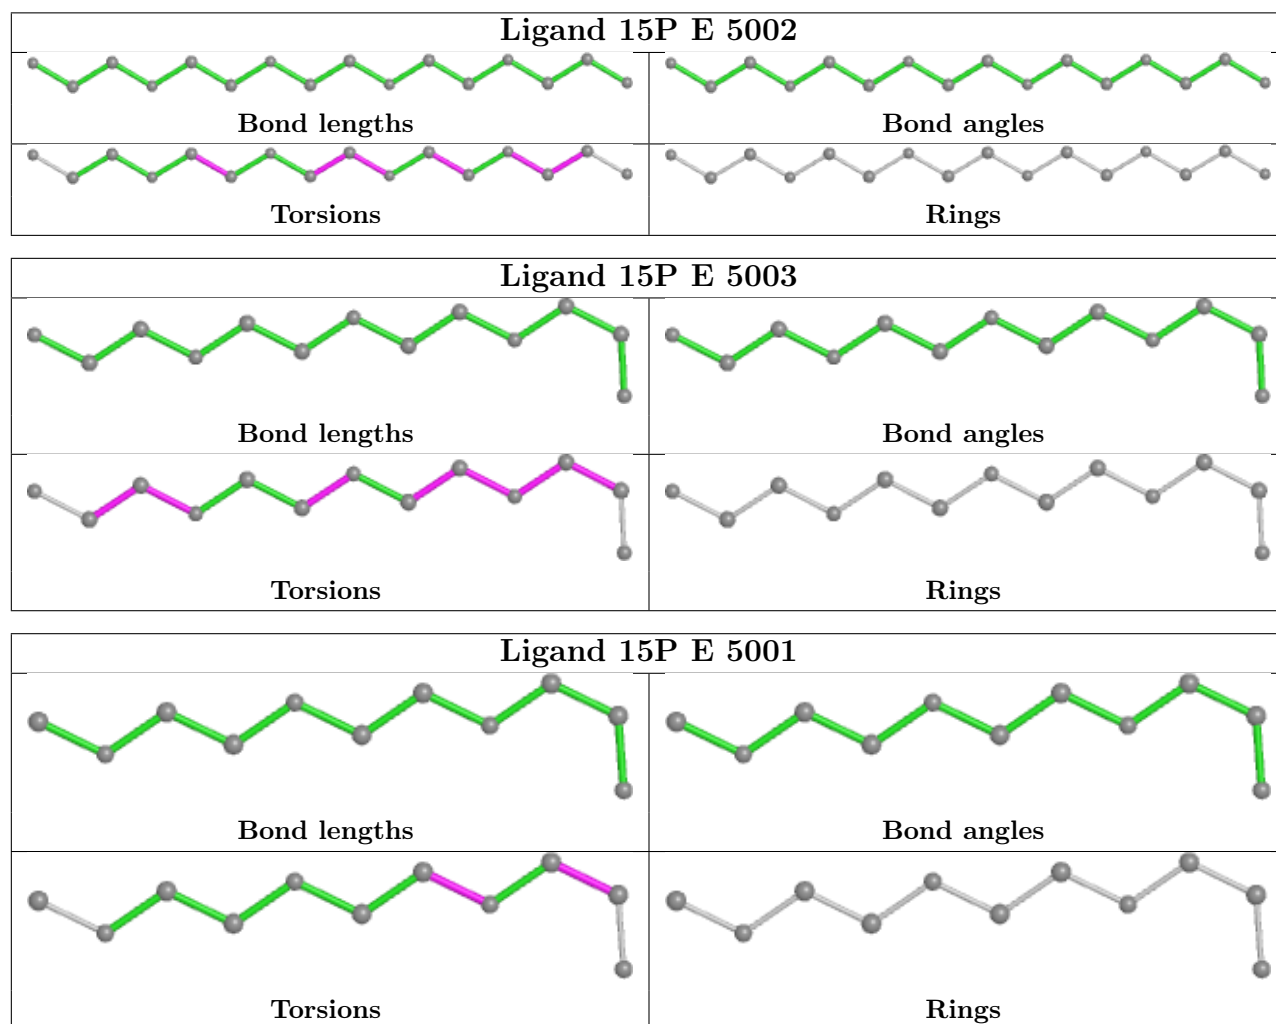 Ligand 15P E 5002
Bond lengths
Bond angles
Torsions
Rings
Ligand 15P E 5003
Bond lengths
Bond angles
Torsions
Rings
Ligand 15P E 5001
Bond lengths
Bond angles
Torsions
Rings